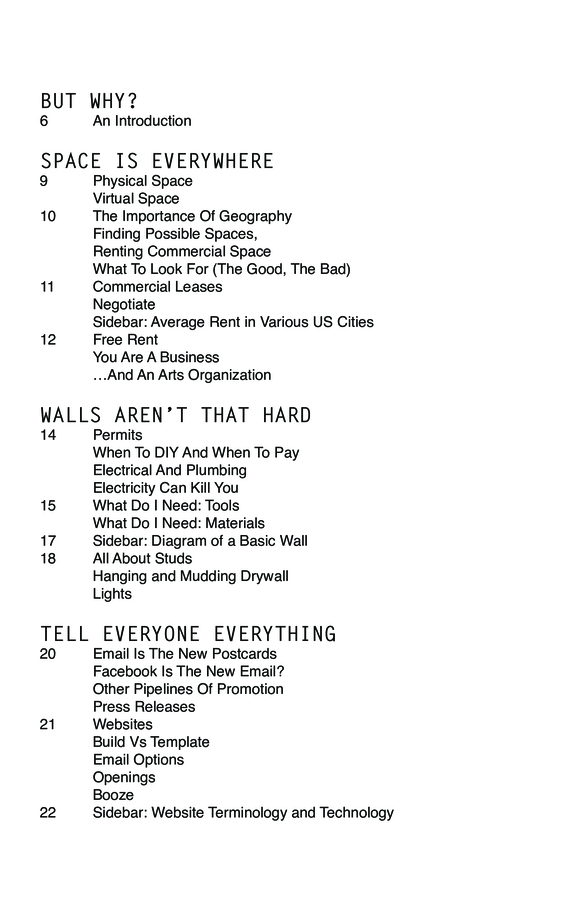 BUT WHY?
6 An Introduction
SPACE IS EVERYWHERE
9 Physical Space
Virtual Space
10 The Importance Of Geography
Finding Possible Spaces,
Renting Commercial Space
What To Look For (The Good, The Bad)
11 Commercial Leases
Negotiate
Sidebar: Average Rent in Various US Cities
12 Free Rent
You Are A Business
…And An Arts Organization
WALLS AREN'T THAT HARD
14 Permits
When To DIY And When To Pay
Electrical And Plumbing
Electricity Can Kill You
15 What Do I Need: Tools
What Do I Need: Materials
17 Sidebar: Diagram of a Basic Wall
18 All About Studs
Hanging and Mudding Drywall
Lights
TELL EVERYONE EVERYTHING
20 Email Is The New Postcards
Facebook Is The New Email?
Other Pipelines Of Promotion
Press Releases
21 Websites
Build Vs Template
Email Options
Openings
Booze
22 Sidebar: Website Terminology and Technology